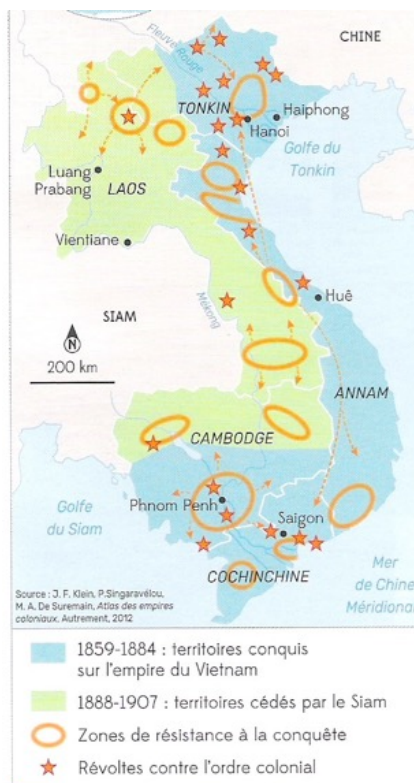 CHINE
Fleuve Rouge
TONKIN
Haiphong
Hanoi
Golfe du
Tonkin
Luang
Prabang
LAOS
Vientiane
Mékong
Huê
SIAM
N
200 km
ANNAM
CAMBODGE
Golfe
du Siam
Phnom Penh
Saigon
COCHINCHINE
Mer
de Chine
Méridional
Source : J. F. Klein, P.Singaravélou,
M. A. De Suremain, Atlas des empires
coloniaux, Autrement, 2012
1859-1884 : territoires conquis
sur l'empire du Vietnam
1888-1907 : territoires cédés par le Siam
Zones de résistance à la conquête
Révoltes contre l'ordre colonial